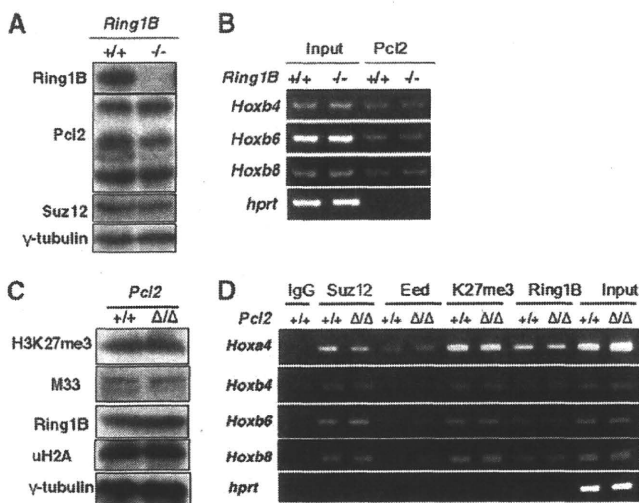 A
Ring1B
+/+ -/-
Ring1B
Pcl2
Suz12
γ-tubulin
B
Input Pcl2
Ring1B +/+ -/- +/+ -/-
Hoxb4
Hoxb6
Hoxb8
hprt
C
Pcl2
+/+ Δ/Δ
H3K27me3
M33
Ring1B
uH2A
γ-tubulin
D
IgG Suz12 Eed K27me3 Ring1B Input
Pcl2 +/+ +/+ Δ/Δ +/+ Δ/Δ +/+ Δ/Δ +/+ Δ/Δ +/+ Δ/Δ
Hoxa4
Hoxb4
Hoxb6
Hoxb8
hprt